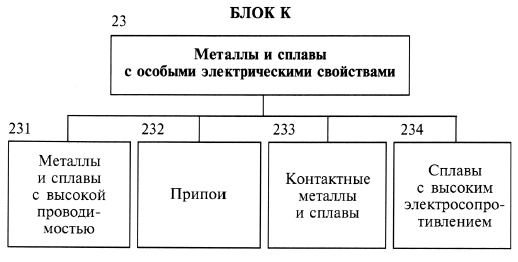 БЛОК К
23
Металлы и сплавы
с особыми электрическими свойствами
231
Металлы
и сплавы
с высокой
проводи-
мостью
232
Припои
233
Контактные
металлы
и сплавы
234
Сплавы
с высоким
электросопро-
тивлением